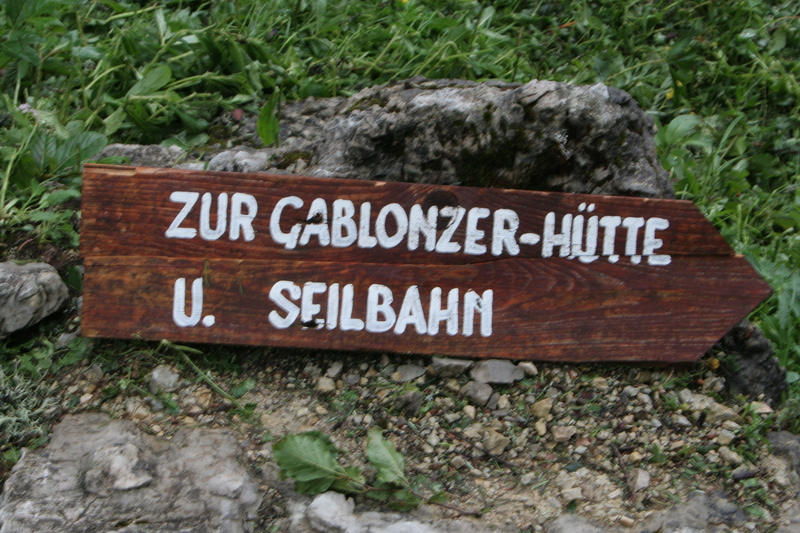 ZUR GABLONZER-HÜTTE
U. SEILBAHN